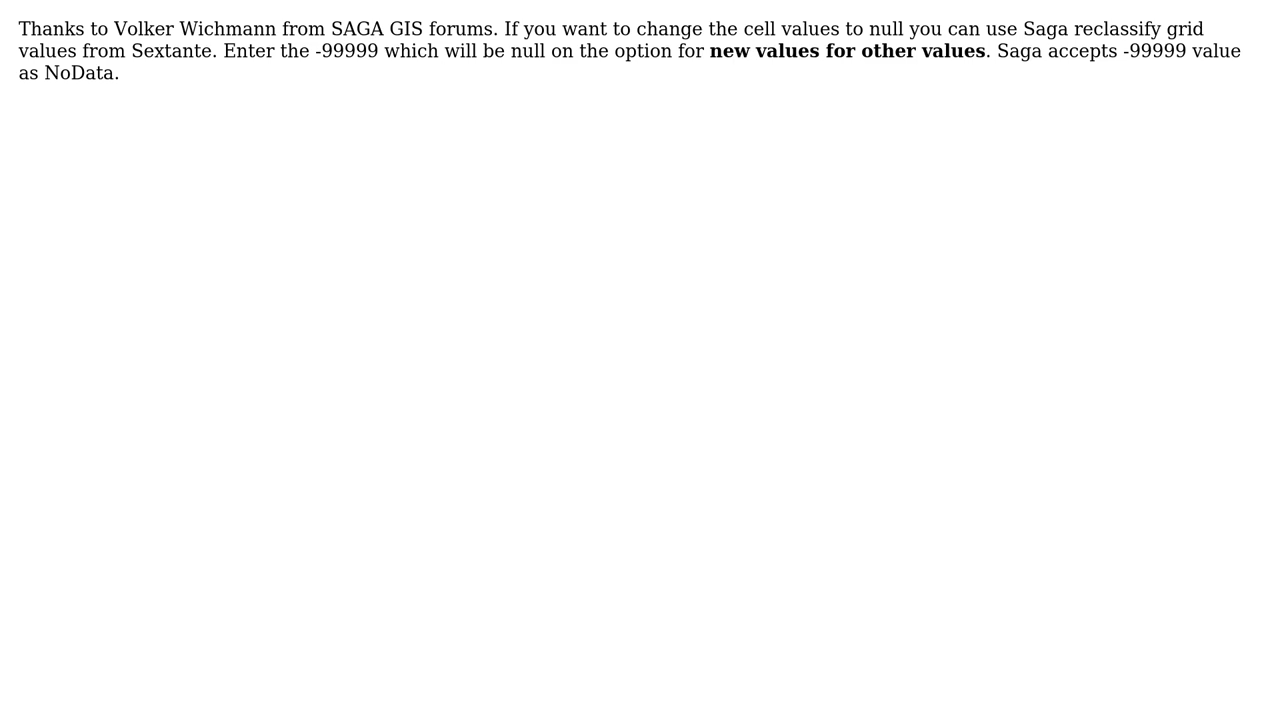 Thanks to Volker Wichmann from SAGA GIS forums. If you want to change the cell values to null you can use Saga reclassify grid
values from Sextante. Enter the -99999 which will be null on the option for new values for other values. Saga accepts -99999 value
as NoData.